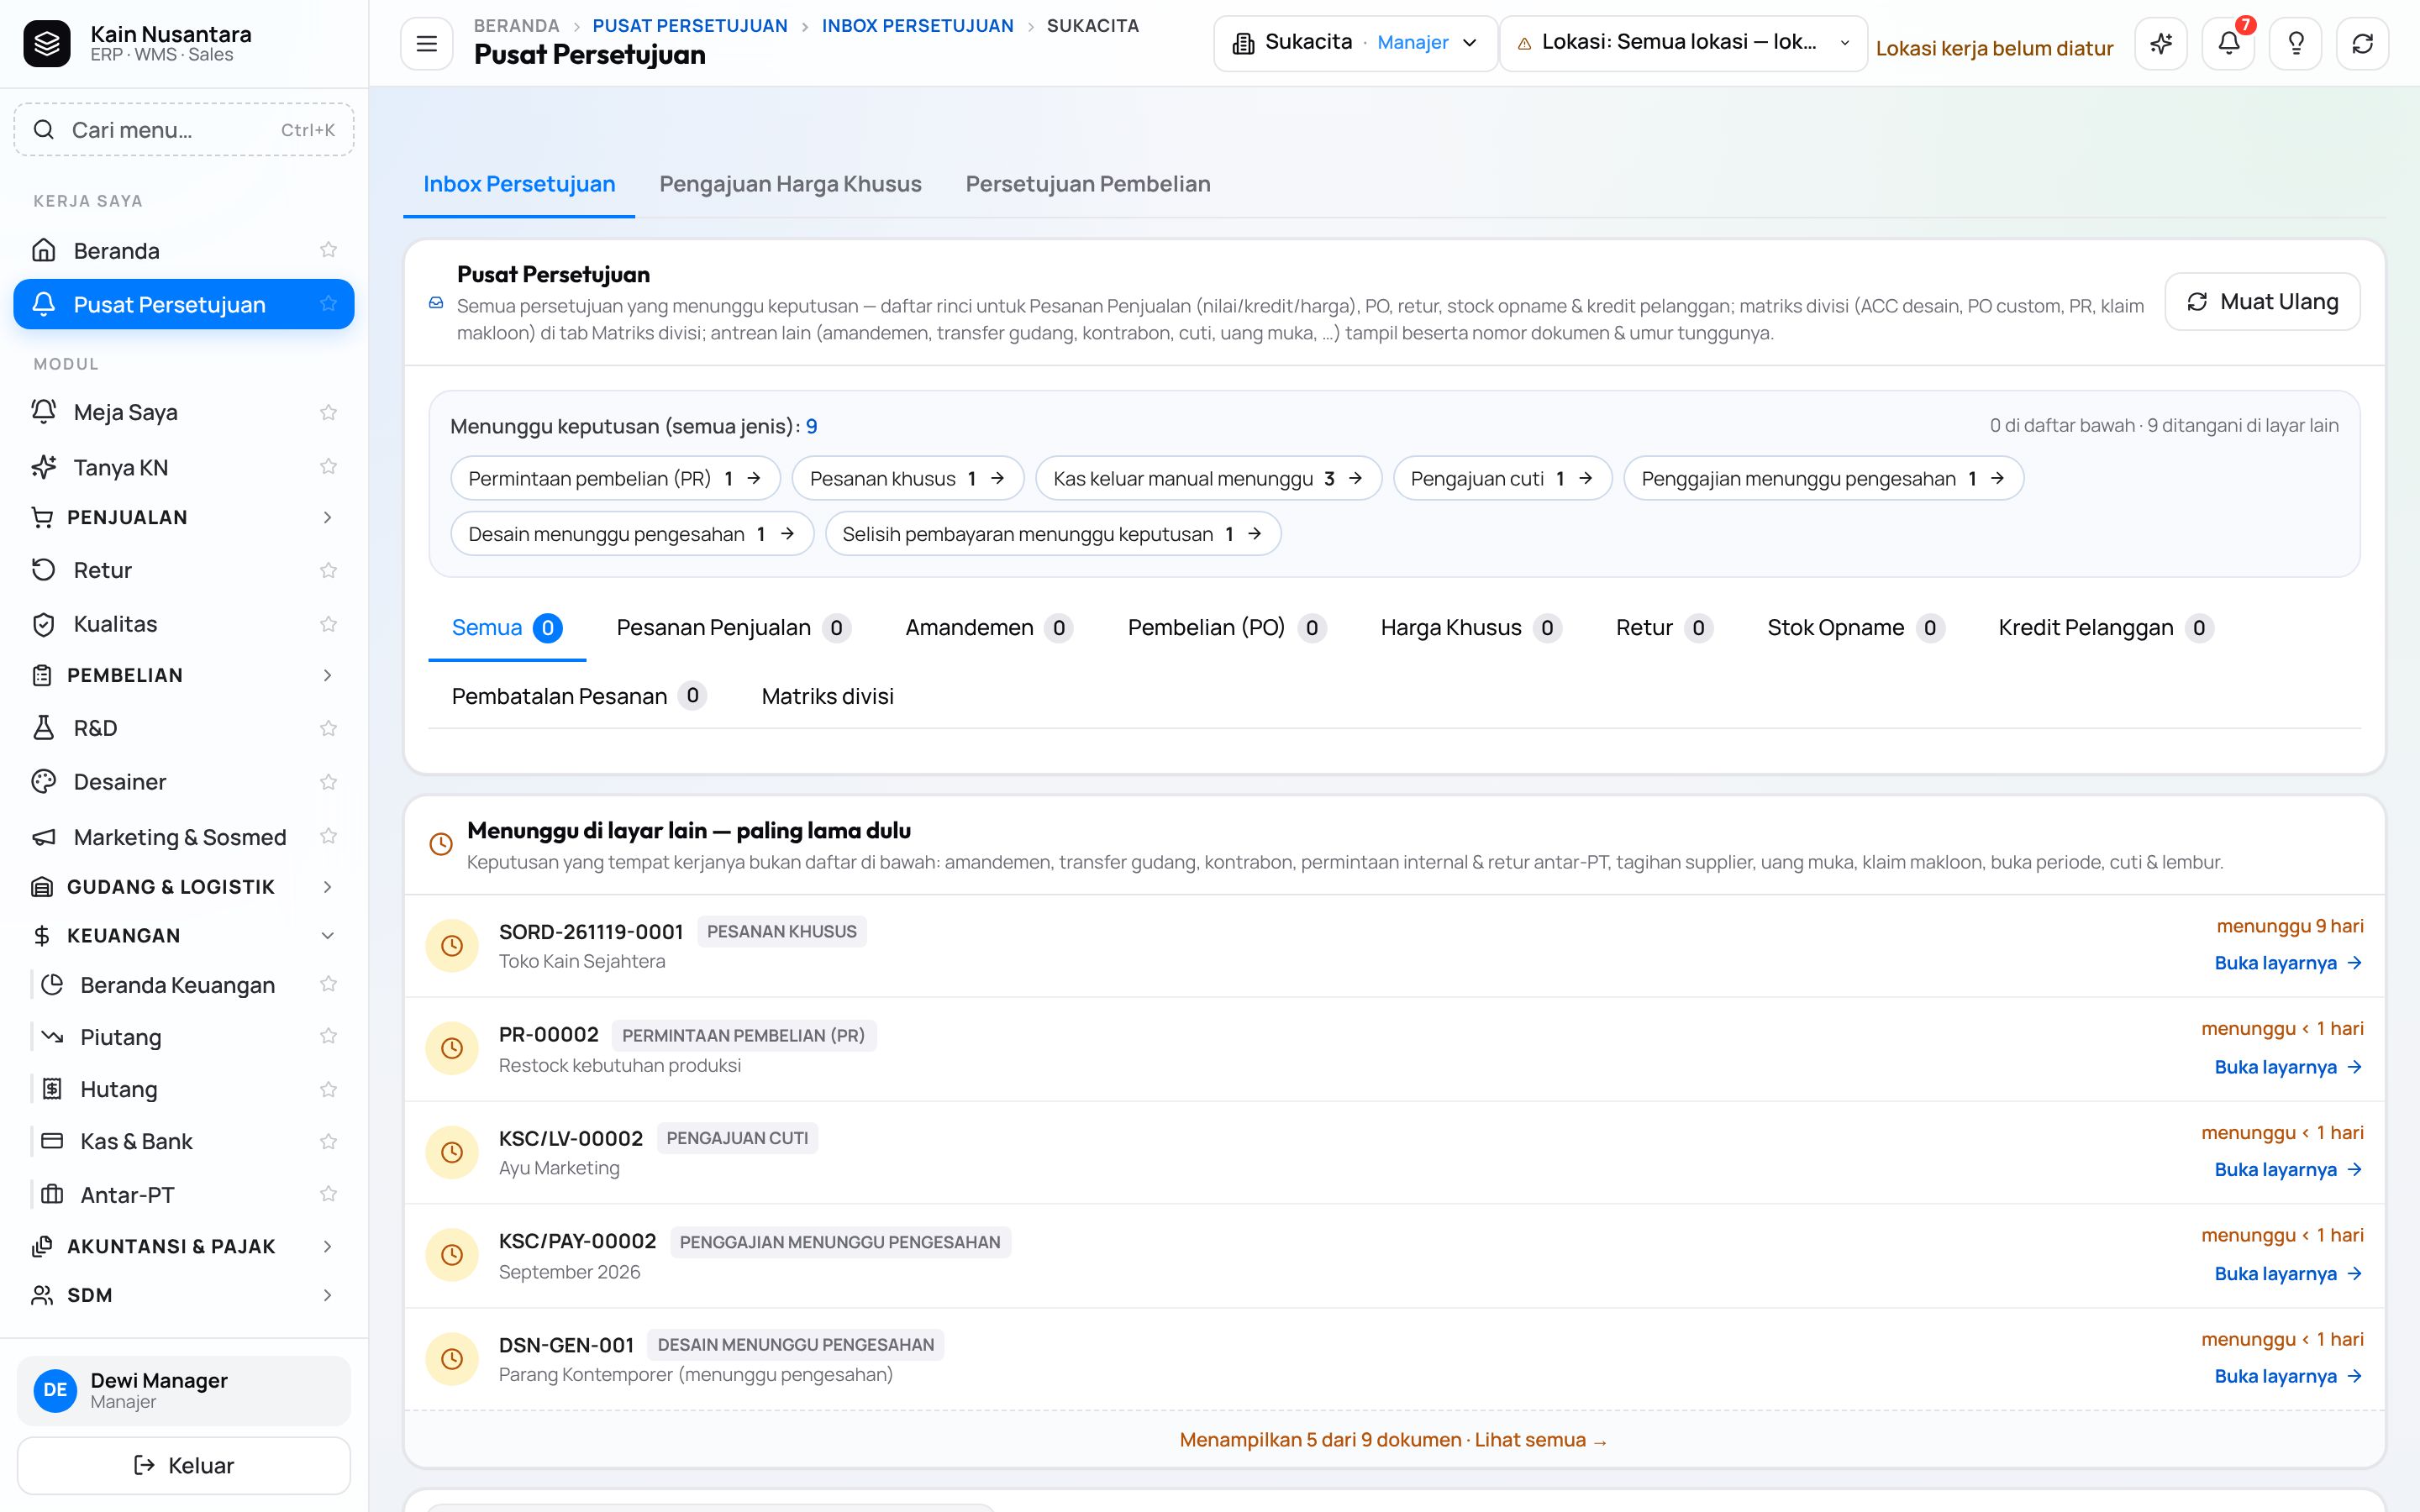 Kain Nusantara
ERP · WMS · Sales
Cari menu... Ctrl+K
KERJA SAYA
Beranda
Pusat Persetujuan
MODUL
Meja Saya
Tanya KN
PENJUALAN
Retur
Kualitas
PEMBELIAN
R&D
Desainer
Marketing & Sosmed
GUDANG & LOGISTIK
KEUANGAN
Beranda Keuangan
Piutang
Hutang
Kas & Bank
Antar-PT
AKUNTANSI & PAJAK
SDM
DE
Dewi Manager
Manajer
Keluar
BERANDA > PUSAT PERSETUJUAN > INBOX PERSETUJUAN > SUKACITA
Pusat Persetujuan
Sukacita · Manajer
Lokasi: Semua lokasi — lok...
Lokasi kerja belum diatur
7
Inbox Persetujuan Pengajuan Harga Khusus Persetujuan Pembelian
Pusat Persetujuan
Semua persetujuan yang menunggu keputusan — daftar rinci untuk Pesanan Penjualan (nilai/kredit/harga), PO, retur, stock opname & kredit pelanggan; matriks divisi (ACC desain, PO custom, PR, klaim
makloon) di tab Matriks divisi; antrean lain (amandemen, transfer gudang, kontrabon, cuti, uang muka, …) tampil beserta nomor dokumen & umur tunggunya.
Muat Ulang
Menunggu keputusan (semua jenis): 9
0 di daftar bawah · 9 ditangani di layar lain
Permintaan pembelian (PR) 1 → Pesanan khusus 1 → Kas keluar manual menunggu 3 → Pengajuan cuti 1 → Penggajian menunggu pengesahan 1 →
Desain menunggu pengesahan 1 → Selisih pembayaran menunggu keputusan 1 →
Semua 0 Pesanan Penjualan 0 Amandemen 0 Pembelian (PO) 0 Harga Khusus 0 Retur 0 Stok Opname 0 Kredit Pelanggan 0
Pembatalan Pesanan 0 Matriks divisi
Menunggu di layar lain — paling lama dulu
Keputusan yang tempat kerjanya bukan daftar di bawah: amandemen, transfer gudang, kontrabon, permintaan internal & retur antar-PT, tagihan supplier, uang muka, klaim makloon, buka periode, cuti & lembur.
SORD-261119-0001 PESANAN KHUSUS
Toko Kain Sejahtera
menunggu 9 hari
Buka layarnya →
PR-00002 PERMINTAAN PEMBELIAN (PR)
Restock kebutuhan produksi
menunggu < 1 hari
Buka layarnya →
KSC/LV-00002 PENGAJUAN CUTI
Ayu Marketing
menunggu < 1 hari
Buka layarnya →
KSC/PAY-00002 PENGGAJIAN MENUNGGU PENGESAHAN
September 2026
menunggu < 1 hari
Buka layarnya →
DSN-GEN-001 DESAIN MENUNGGU PENGESAHAN
Parang Kontemporer (menunggu pengesahan)
menunggu < 1 hari
Buka layarnya →
Menampilkan 5 dari 9 dokumen · Lihat semua →